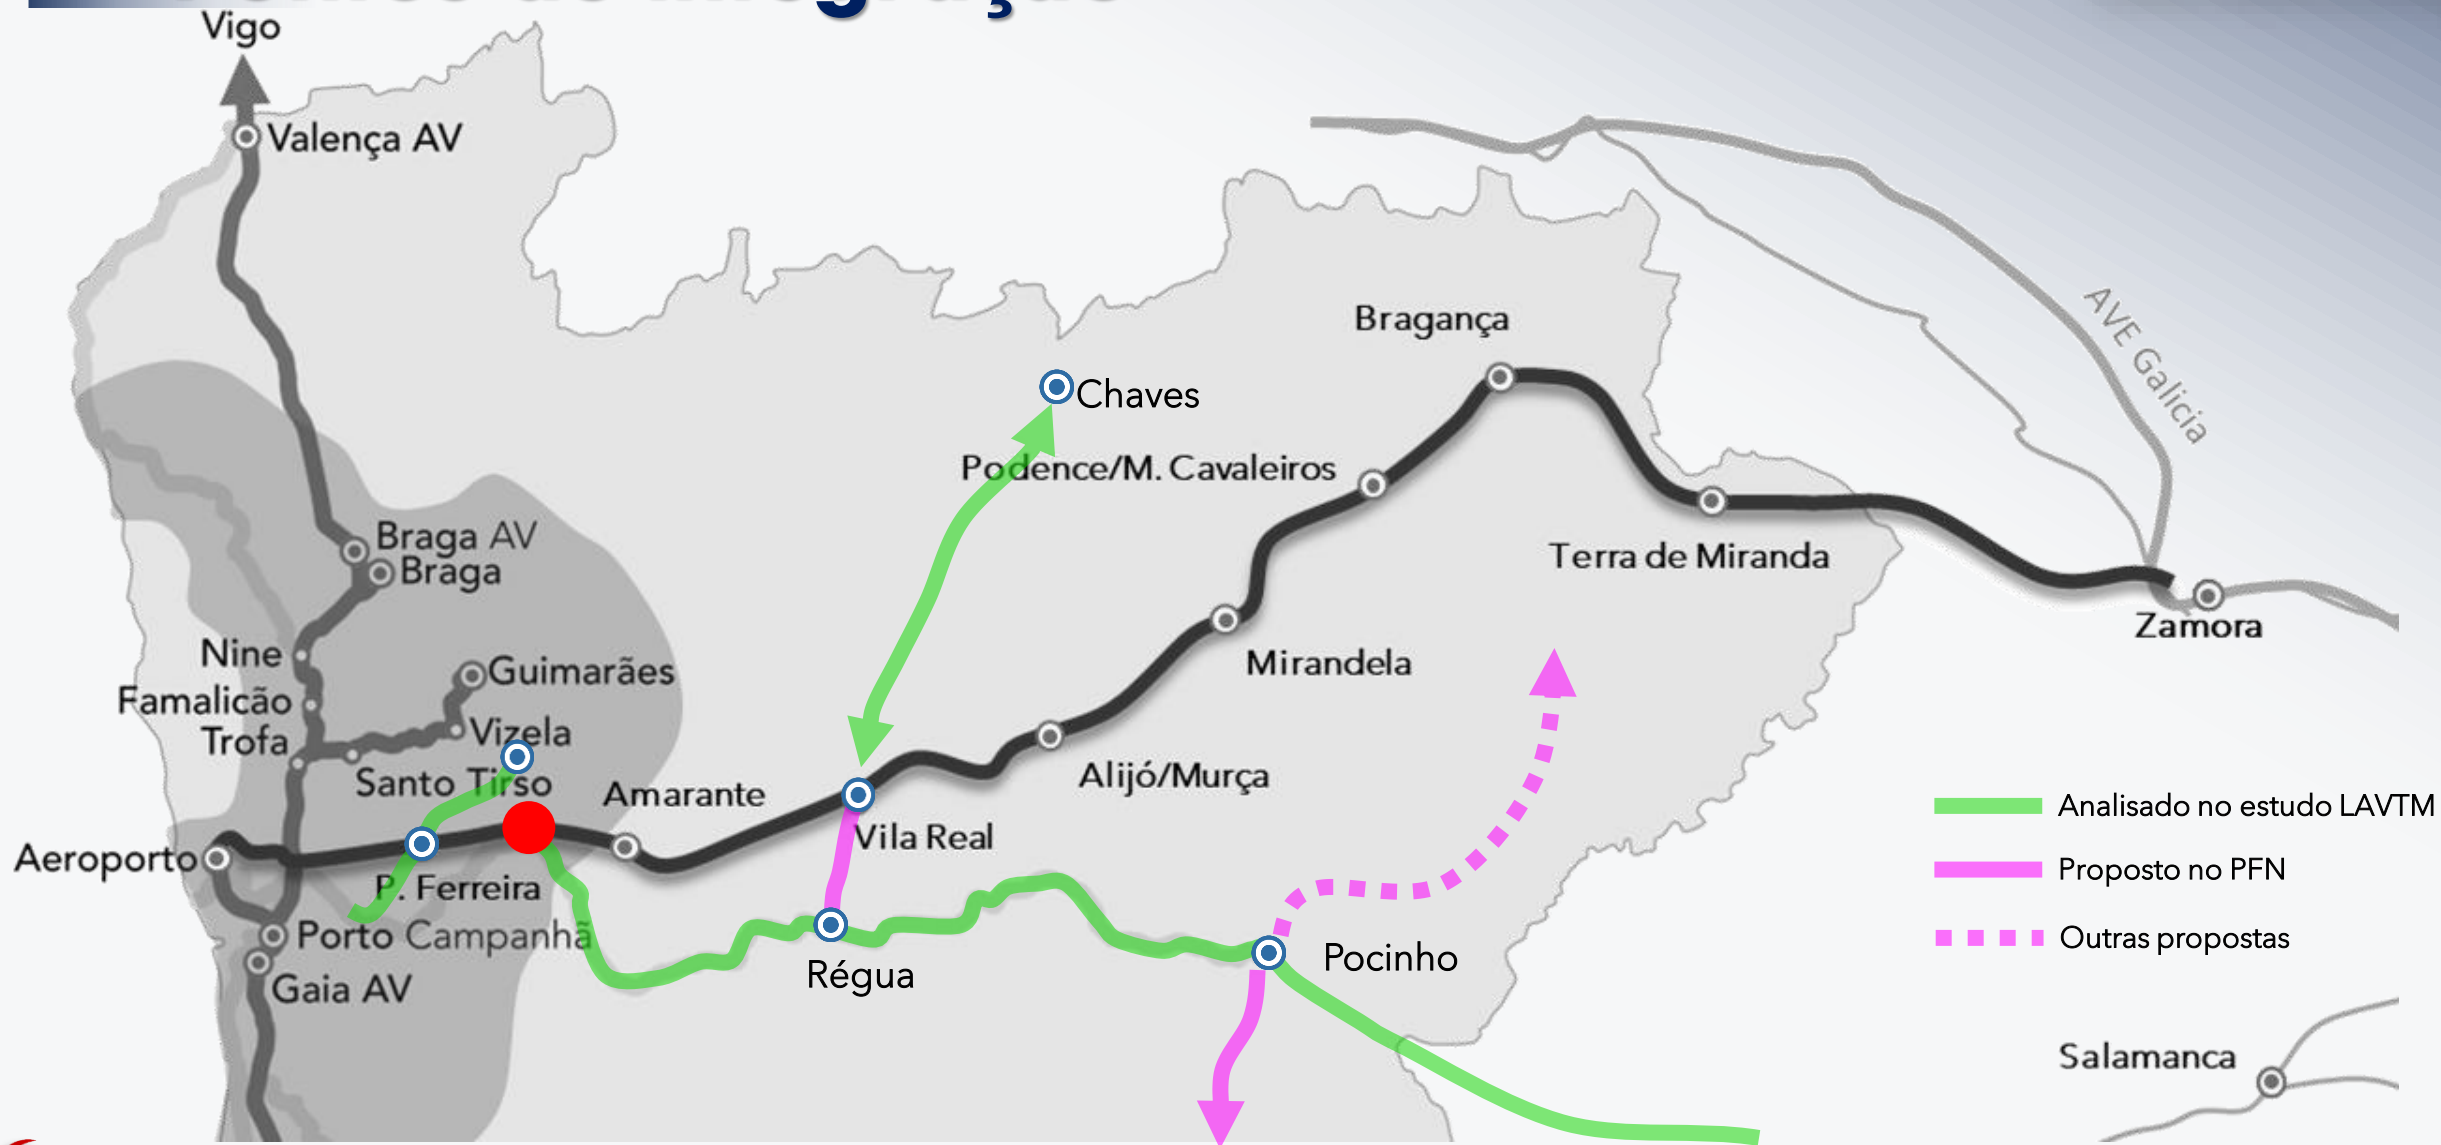 Vigo
Valença AV
Bragança
AVE Galicia
Chaves
Podence/M. Cavaleiros
Braga AV
Braga
Terra de Miranda
Zamora
Nine
Guimarães
Mirandela
Famalicão
Vizela
Trofa
Santo Tirso
Amarante
Alijó/Murça
Analisado no estudo LAVTM
Vila Real
Aeroporto
Proposto no PFN
P. Ferreira
Porto Campanhã
Outras propostas
Pocinho
Régua
Gaia AV
Salamanca